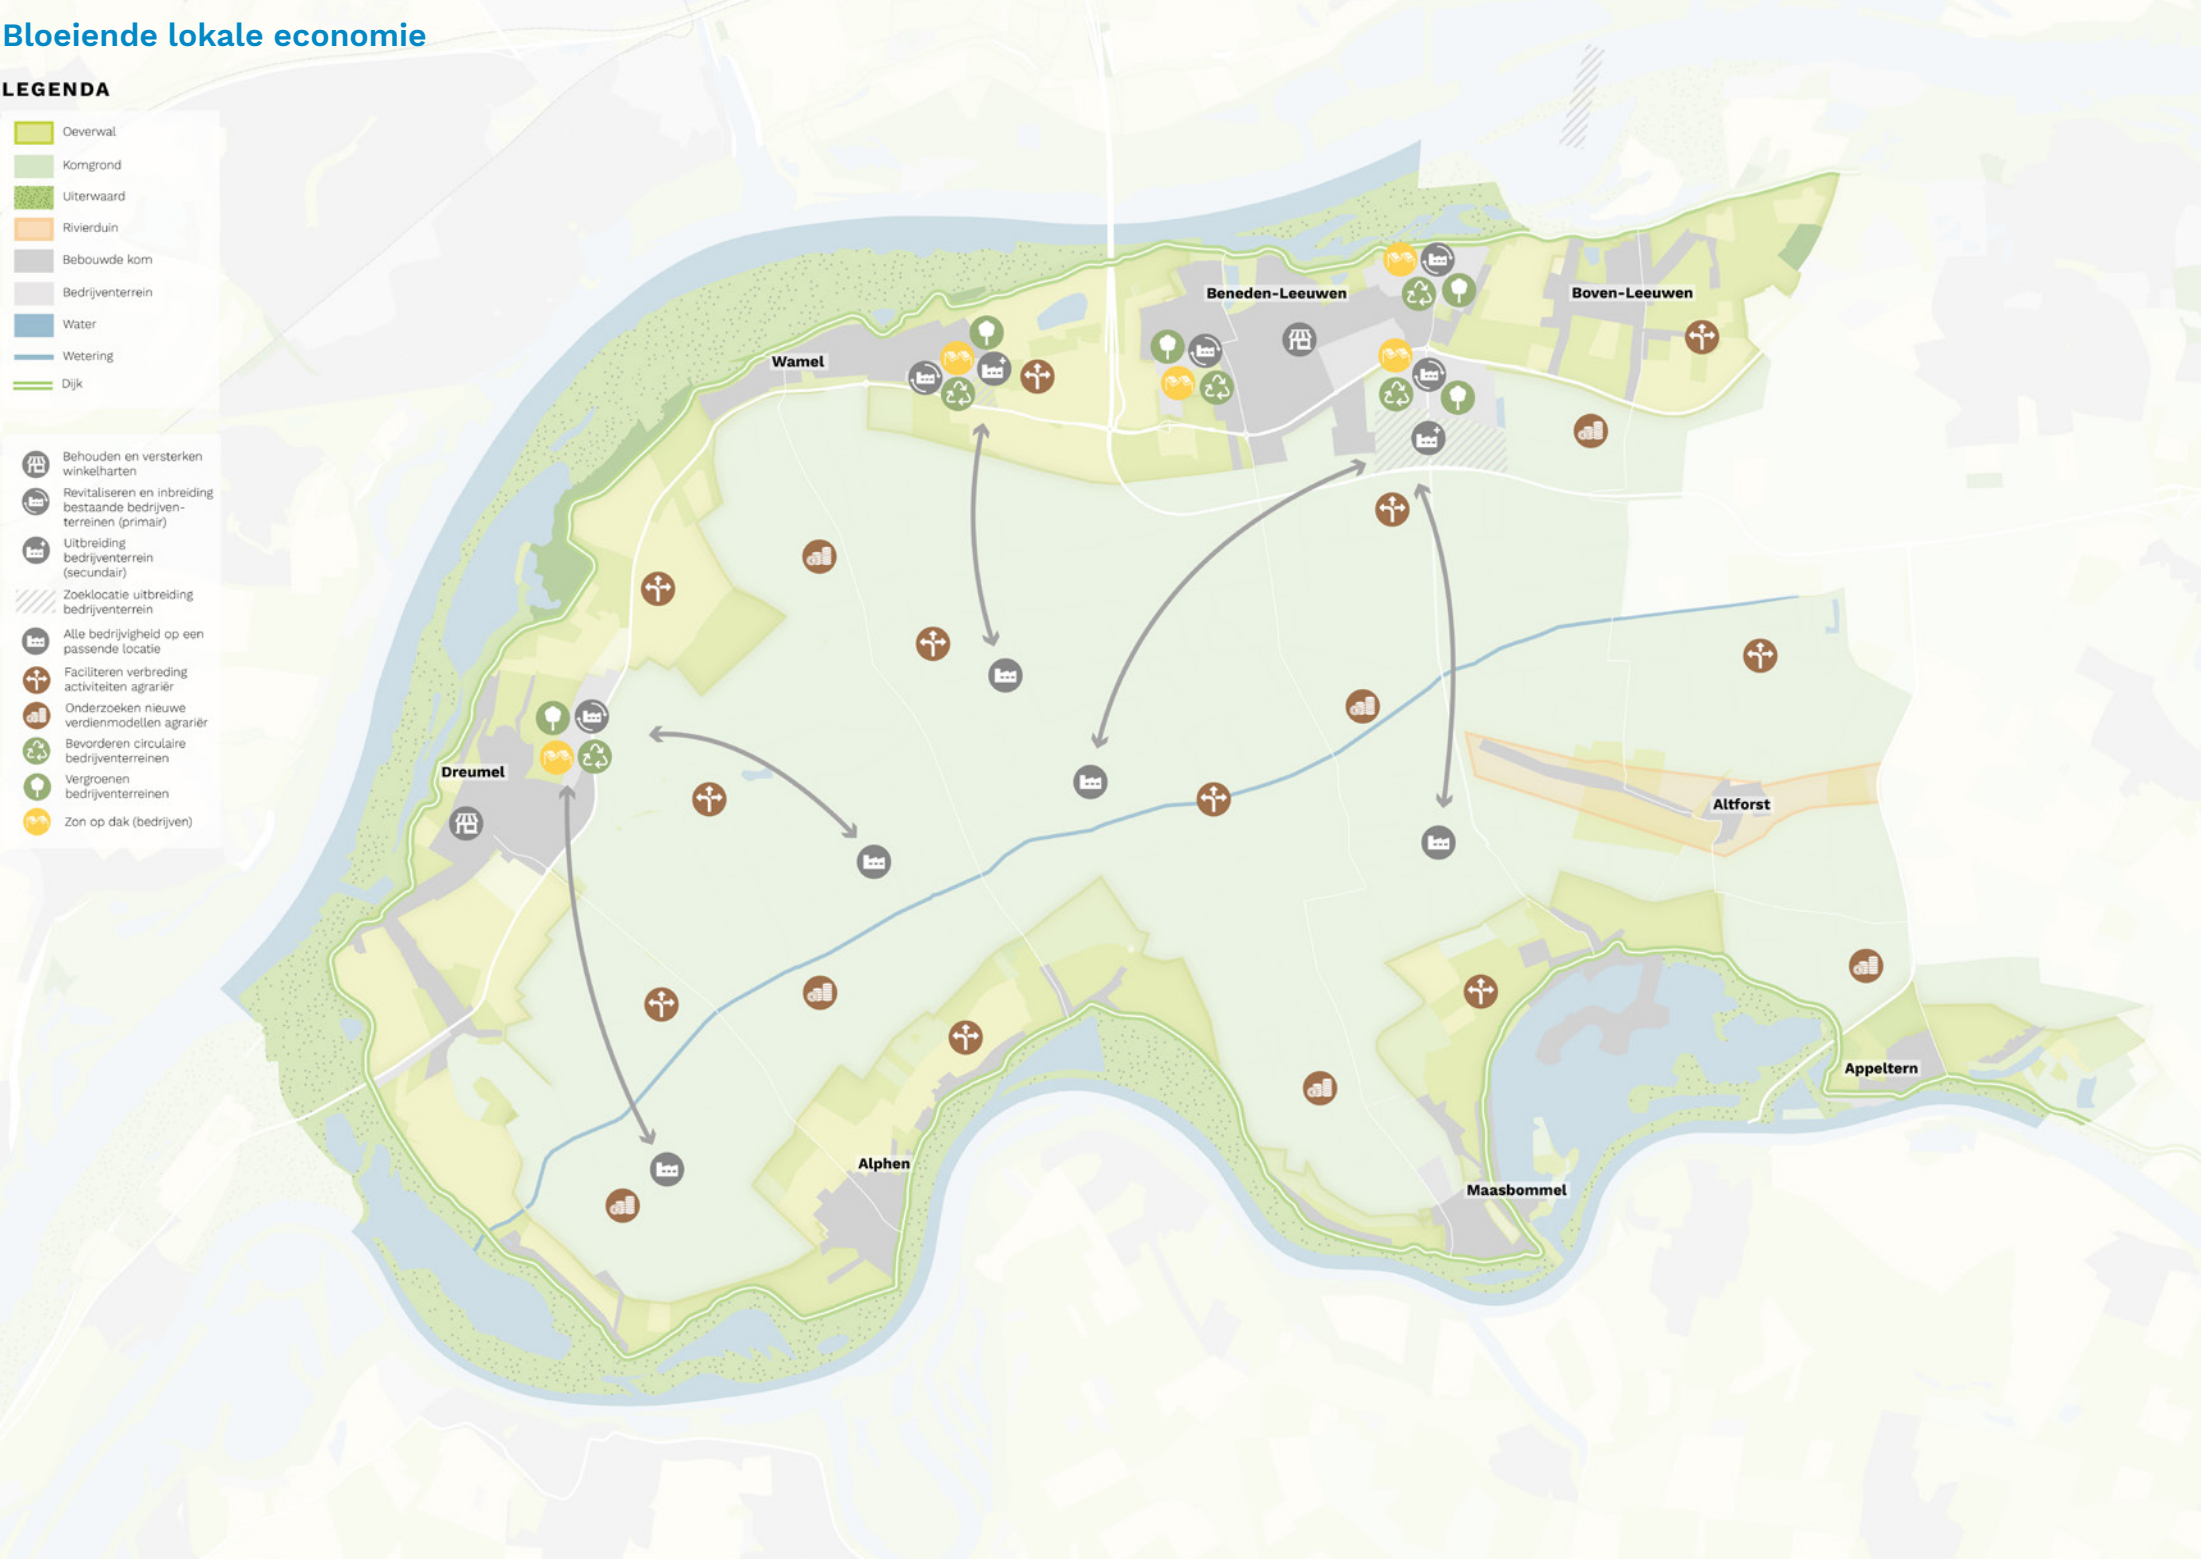 Bloeiende lokale economie
LEGENDA
Oeverwal
Komgrond
Uiterwaard
Rivierduin
Bebouwde kom
Bedrijventerrein
Water
Wetering
Dijk
Behouden en versterken
winkelharten
Revitaliseren en inbreiding
bestaande bedrijven-
terreinen (primair)
Uitbreiding
bedrijventerrein
(secundair)
Zoeklocatie uitbreiding
bedrijventerrein
Alle bedrijvigheid op een
passende locatie
Faciliteren verbreding
activiteiten agrariër
Onderzoeken nieuwe
verdienmodellen agrariër
Bevorderen circulaire
bedrijventerreinen
Vergroenen
bedrijventerreinen
Zon op dak (bedrijven)
Beneden-Leeuwen
Boven-Leeuwen
Wamel
Dreumel
Altforst
Appeltern
Alphen
Maasbommel